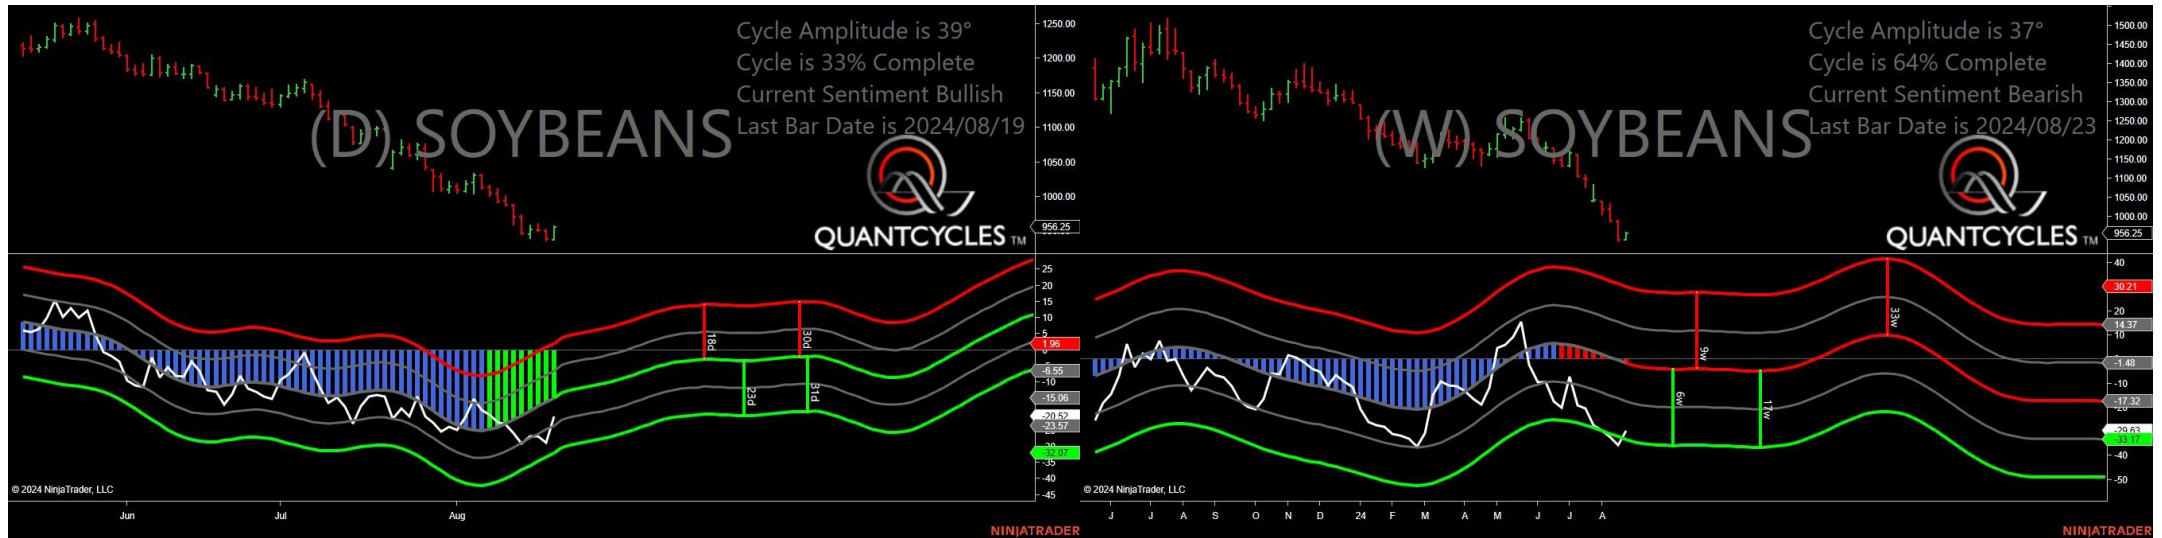 Cycle Amplitude is 39°
Cycle is 33% Complete
Current Sentiment Bullish
Last Bar Date is 2024/08/19
(D) SOYBEANS
QUANTCYCLES TM
1250.00
1200.00
1150.00
1100.00
1050.00
1000.00
956.25
25
20
15
10
5
1.96
-6.55
-10
-15.06
-20.52
-23.57
-32.07
-35
-40
-45
18d
30d
23d
31d
© 2024 NinjaTrader, LLC
Jun
Jul
Aug
NINJATRADER
Cycle Amplitude is 37°
Cycle is 64% Complete
Current Sentiment Bearish
Last Bar Date is 2024/08/23
(W) SOYBEANS
QUANTCYCLES TM
1500.00
1450.00
1400.00
1350.00
1300.00
1250.00
1200.00
1150.00
1100.00
1050.00
1000.00
956.25
40
30.21
20
14.37
10
-1.48
-10
-17.32
-29.63
-33.17
-40
-50
9w
33w
6w
17w
© 2024 NinjaTrader, LLC
J
J
A
S
O
N
D
24
F
M
A
M
J
J
A
NINJATRADER